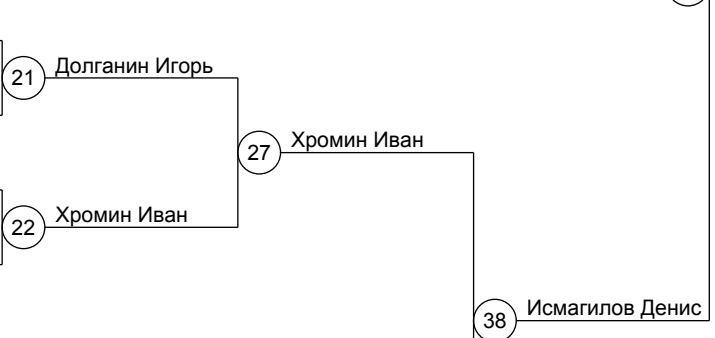 21 Долганин Игорь
27 Хромин Иван
22 Хромин Иван
38 Исмагилов Денис